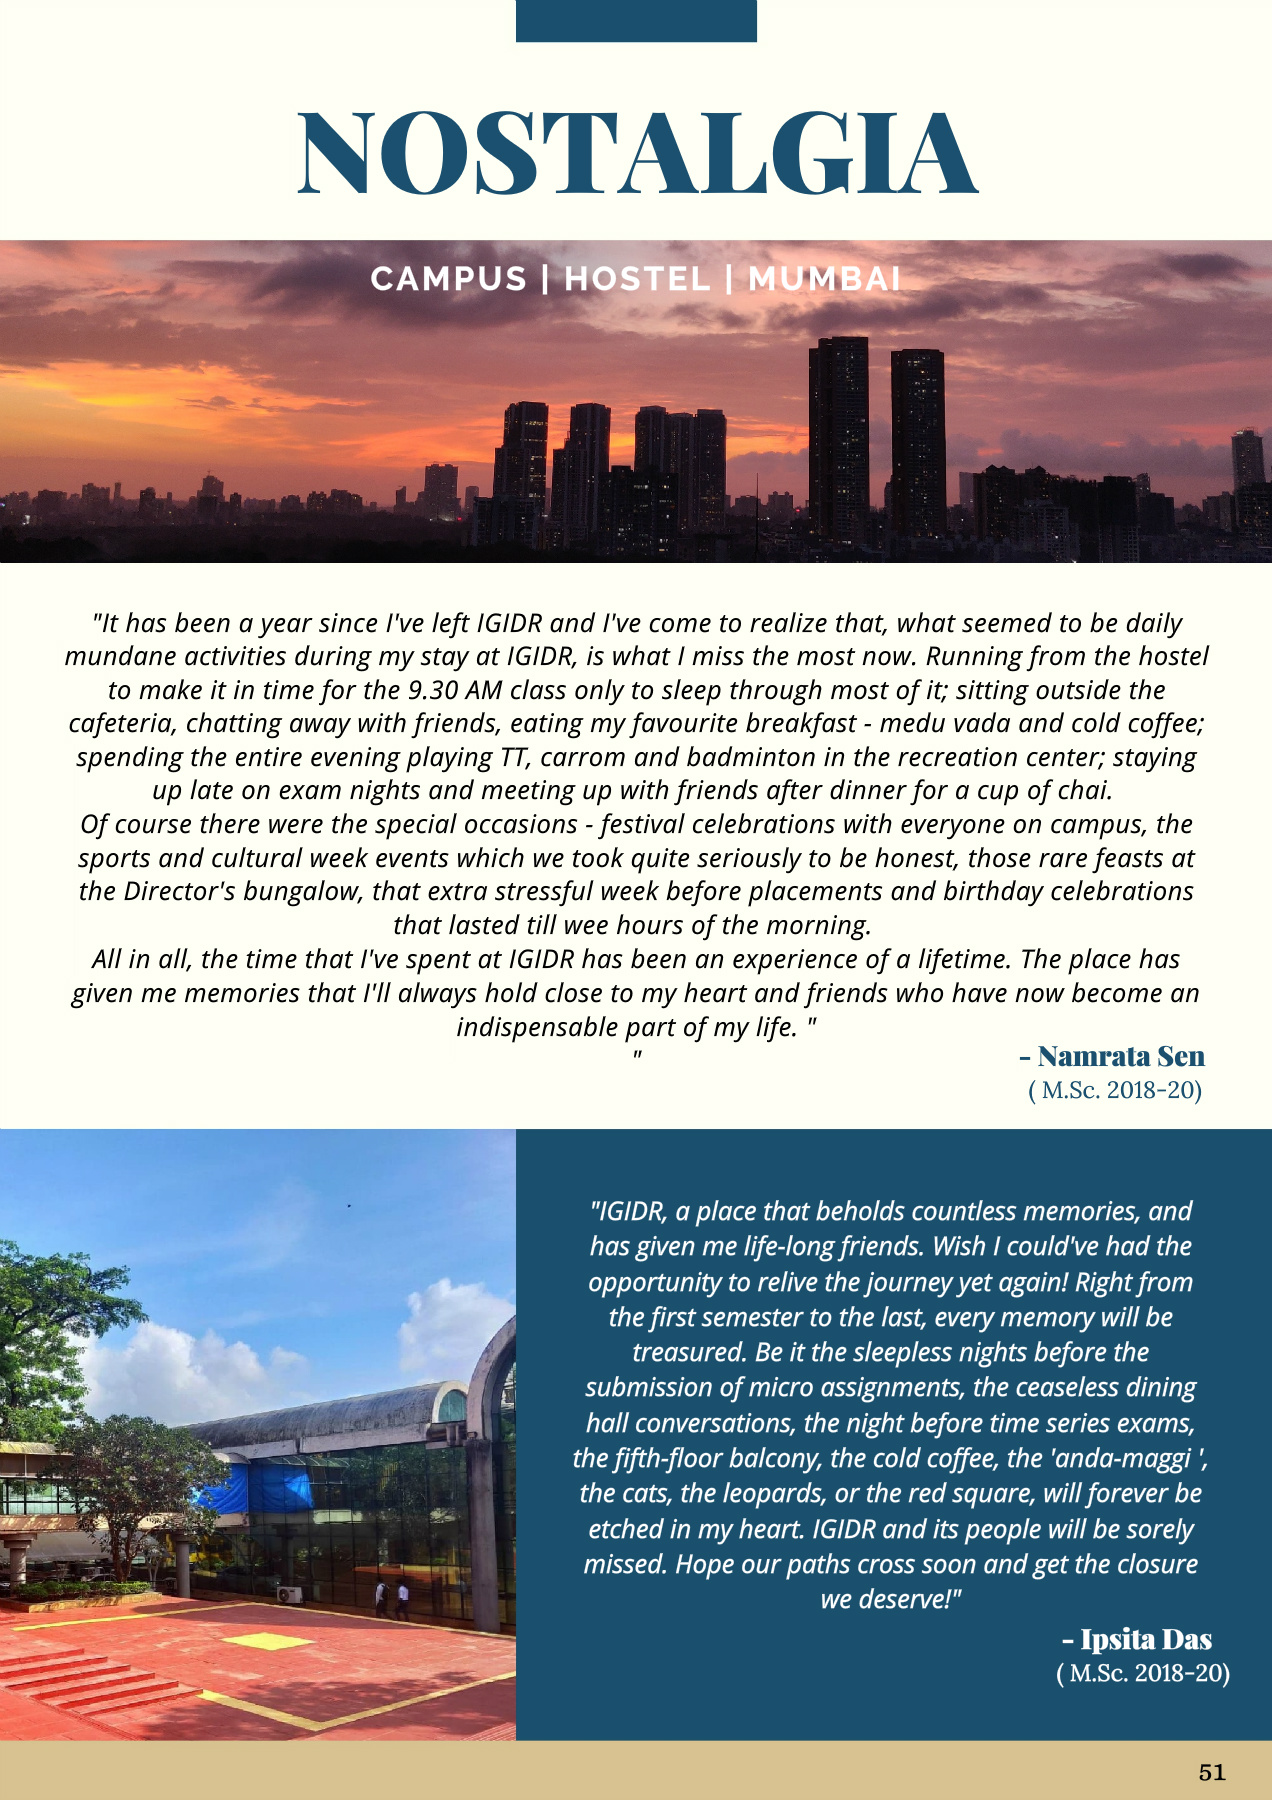 NOSTALGIA
CAMPUS | HOSTEL | MUMBAI
"It has been a year since I've left IGIDR and I've come to realize that, what seemed to be daily
mundane activities during my stay at IGIDR, is what I miss the most now. Running from the hostel
to make it in time for the 9.30 AM class only to sleep through most of it; sitting outside the
cafeteria, chatting away with friends, eating my favourite breakfast - medu vada and cold coffee;
spending the entire evening playing TT, carrom and badminton in the recreation center; staying
up late on exam nights and meeting up with friends after dinner for a cup of chai.
Of course there were the special occasions - festival celebrations with everyone on campus, the
sports and cultural week events which we took quite seriously to be honest, those rare feasts at
the Director's bungalow, that extra stressful week before placements and birthday celebrations
that lasted till wee hours of the morning.
All in all, the time that I've spent at IGIDR has been an experience of a lifetime. The place has
given me memories that I'll always hold close to my heart and friends who have now become an
indispensable part of my life. "
"
- Namrata Sen
( M.Sc. 2018-20)
"IGIDR, a place that beholds countless memories, and
has given me life-long friends. Wish I could've had the
opportunity to relive the journey yet again! Right from
the first semester to the last, every memory will be
treasured. Be it the sleepless nights before the
submission of micro assignments, the ceaseless dining
hall conversations, the night before time series exams,
the fifth-floor balcony, the cold coffee, the 'anda-maggi ',
the cats, the leopards, or the red square, will forever be
etched in my heart. IGIDR and its people will be sorely
missed. Hope our paths cross soon and get the closure
we deserve!"
- Ipsita Das
( M.Sc. 2018-20)
51